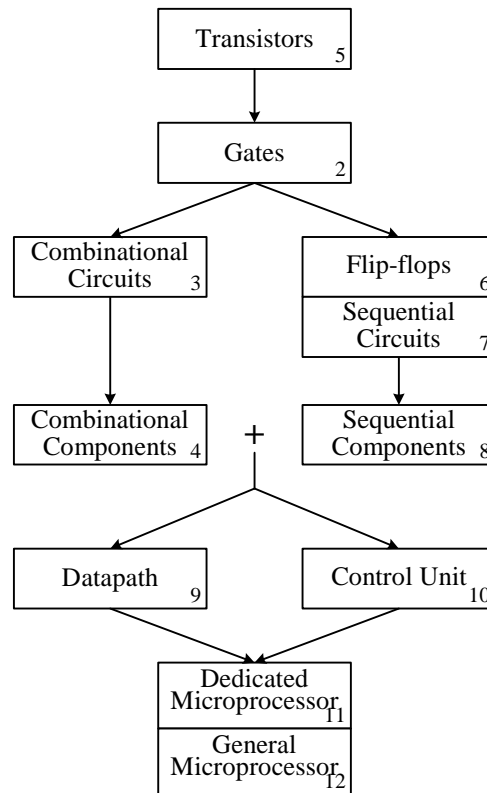 Transistors
5
Gates
2
Combinational
Circuits
3
Flip-flops
6
Sequential
Circuits
7
Combinational
Components
4
+
Sequential
Components
8
Datapath
9
Control Unit
10
Dedicated
Microprocessor
11
General
Microprocessor
12